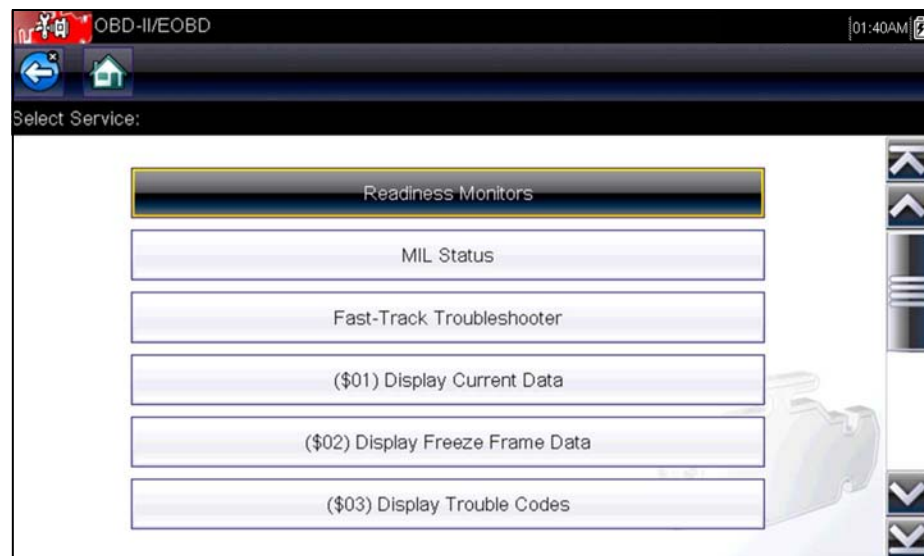 OBD-II/EOBD
01:40AM
Select Service:
Readiness Monitors
MIL Status
Fast-Track Troubleshooter
($01) Display Current Data
($02) Display Freeze Frame Data
($03) Display Trouble Codes